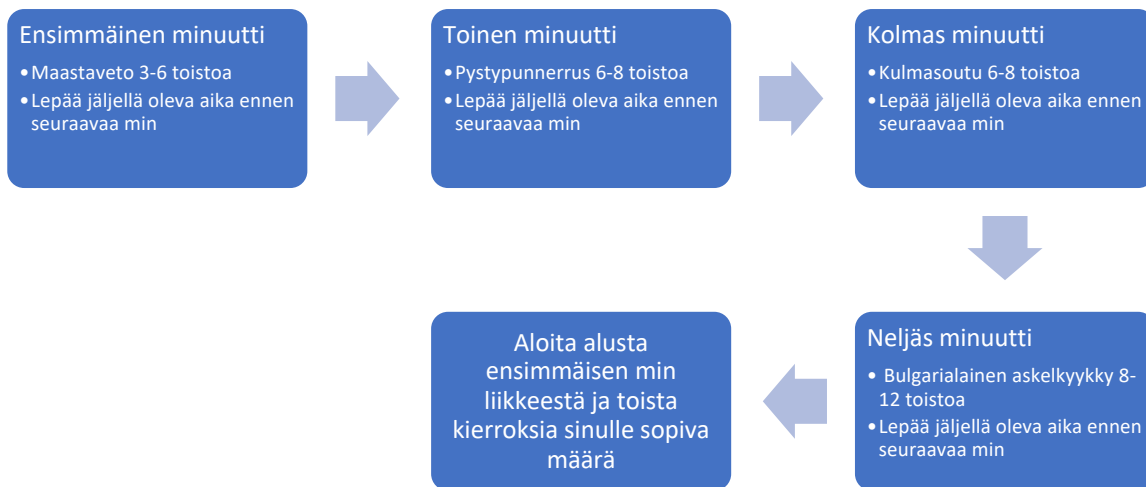 Ensimmäinen minuutti
•Maastaveto 3-6 toistoa
•Lepää jäljellä oleva aika ennen
seuraavaa min
Toinen minuutti
•Pystypunnerrus 6-8 toistoa
•Lepää jäljellä oleva aika ennen
seuraavaa min
Kolmas minuutti
•Kulmasoutu 6-8 toistoa
•Lepää jäljellä oleva aika ennen
seuraavaa min
Neljäs minuutti
• Bulgarialainen askelkyykky 8-
12 toistoa
•Lepää jäljellä oleva aika ennen
seuraavaa min
Aloita alusta
ensimmäisen min
liikkeestä ja toista
kierroksia sinulle sopiva
määrä